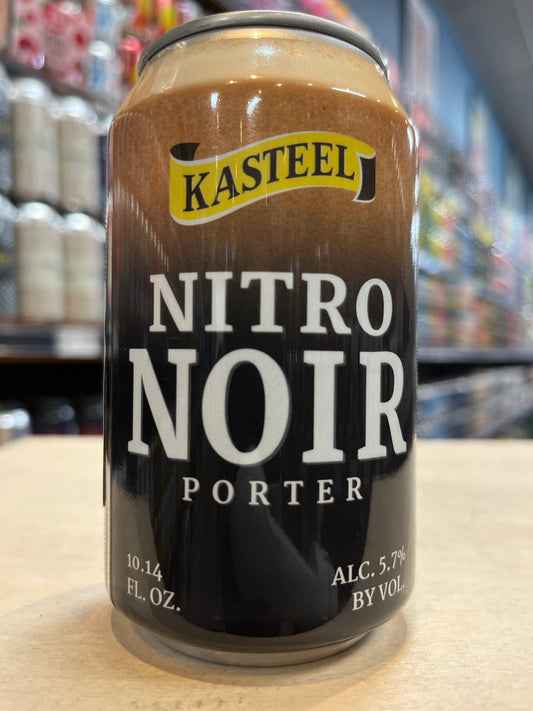 KASTEEL
NITRO
NOIR
PORTER
10.14
FL. OZ.
ALC. 5.7%
BY VOL.